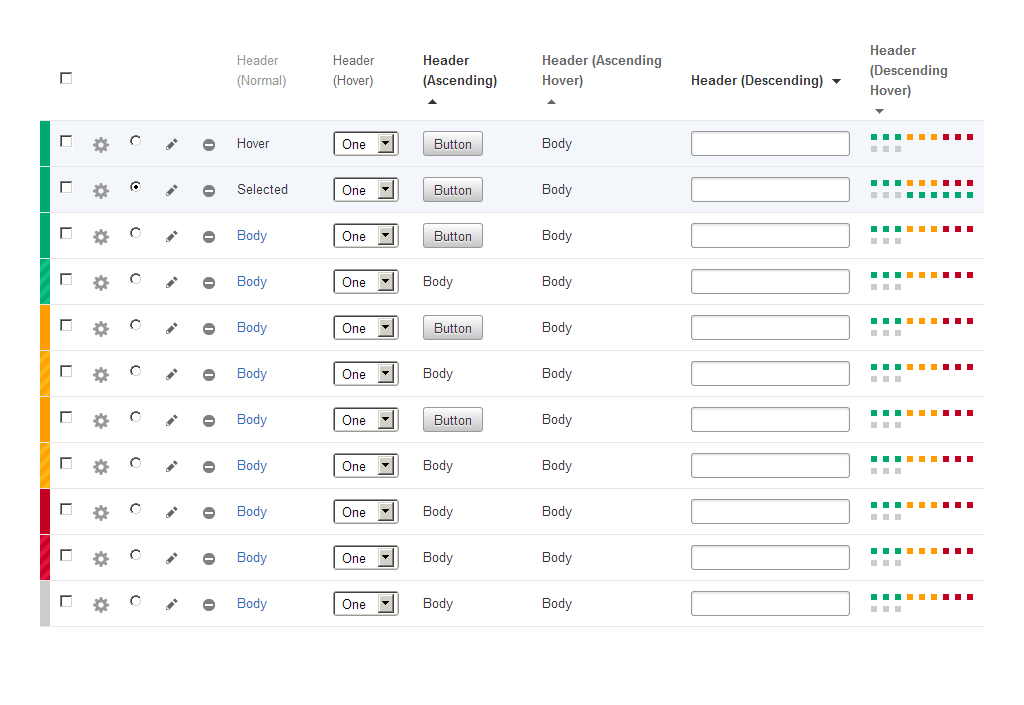 Header (Normal)
Header (Hover)
Header (Ascending)
Header (Ascending Hover)
Header (Descending)
Header (Descending Hover)
Hover One Button Body
Selected One Button Body
Body One Button Body
Body One Body Body
Body One Button Body
Body One Body Body
Body One Button Body
Body One Body Body
Body One Body Body
Body One Body Body
Body One Body Body